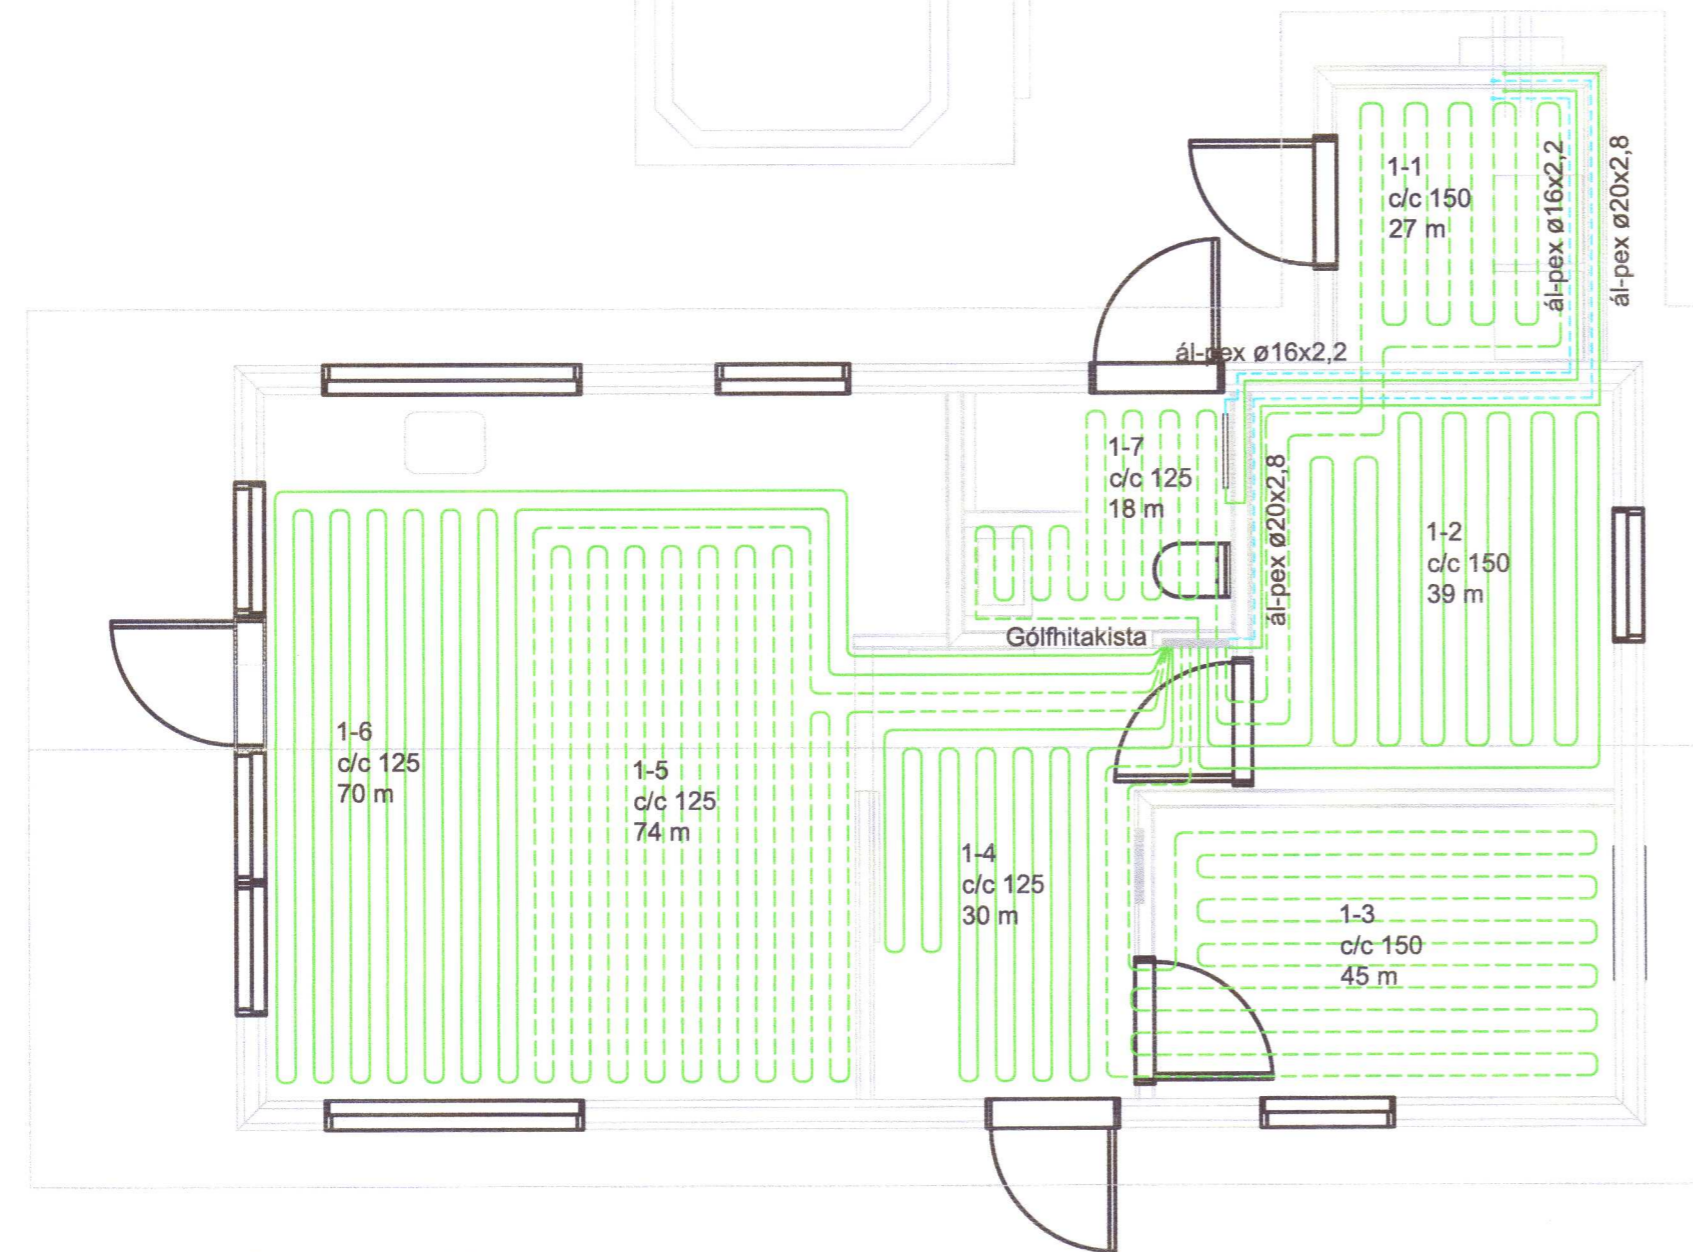 1-1
c/c 150
27 m
ál-pex ø16x2,2
ál-pex ø20x2,8
ál-pex ø16x2,2
1-7
c/c 125
18 m
ál-pex ø20x2,8
1-2
c/c 150
39 m
Gólfhitakista
1-6
c/c 125
70 m
1-5
c/c 125
74 m
1-4
c/c 125
30 m
1-3
c/c 150
45 m